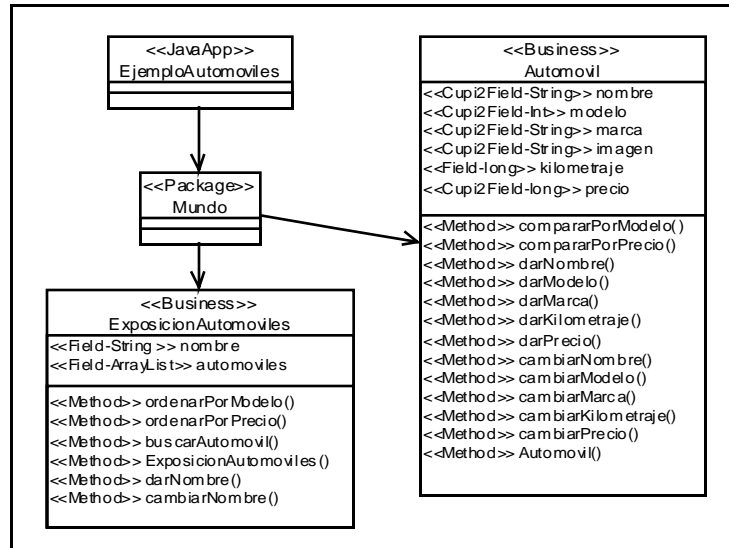 <<JavaApp>>
EjemploAutomoviles
<<Package>>
Mundo
<<Business>>
ExposicionAutomoviles
<<Field-String >> nombre
<<Field-ArrayList>> automoviles
<<Method>> ordenarPorModelo()
<<Method>> ordenarPorPrecio()
<<Method>> buscarAutomovil()
<<Method>> ExposicionAutomoviles()
<<Method>> darNombre()
<<Method>> cambiarNombre()
<<Business>>
Automovil
<<Cupi2Field-String>> nombre
<<Cupi2Field-Int>> modelo
<<Cupi2Field-String>> marca
<<Cupi2Field-String>> imagen
<<Field-long>> kilometraje
<<Cupi2Field-long>> precio
<<Method>> compararPorModelo()
<<Method>> compararPorPrecio()
<<Method>> darNombre()
<<Method>> darModelo()
<<Method>> darMarca()
<<Method>> darKilometraje()
<<Method>> darPrecio()
<<Method>> cambiarNombre()
<<Method>> cambiarModelo()
<<Method>> cambiarMarca()
<<Method>> cambiarKilometraje()
<<Method>> cambiarPrecio()
<<Method>> Automovil()